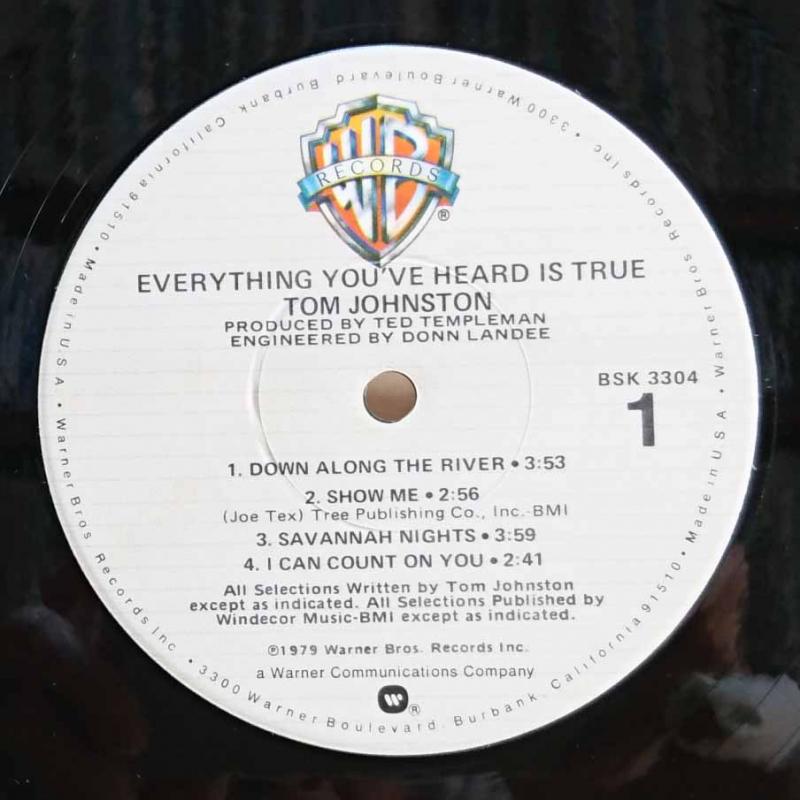 WB
RECORDS
®
EVERYTHING YOU'VE HEARD IS TRUE
TOM JOHNSTON
PRODUCED BY TED TEMPLEMAN
ENGINEERED BY DONN LANDEE
BSK 3304
1
1. DOWN ALONG THE RIVER • 3:53
2. SHOW ME • 2:56
(Joe Tex) Tree Publishing Co., Inc.-BMI
3. SAVANNAH NIGHTS • 3:59
4. I CAN COUNT ON YOU • 2:41
All Selections Written by Tom Johnston
except as indicated. All Selections Published by
Windecor Music-BMI except as indicated.
℗1979 Warner Bros. Records Inc.
a Warner Communications Company
W ®
Warner Bros. Records Inc • 3300 Warner Boulevard. Burbank. California 91510 • Made in U S A •
Warner Bros Records Inc • 3300 Warner Boulevard Burbank, California 91510 • Made in U.S.A. •